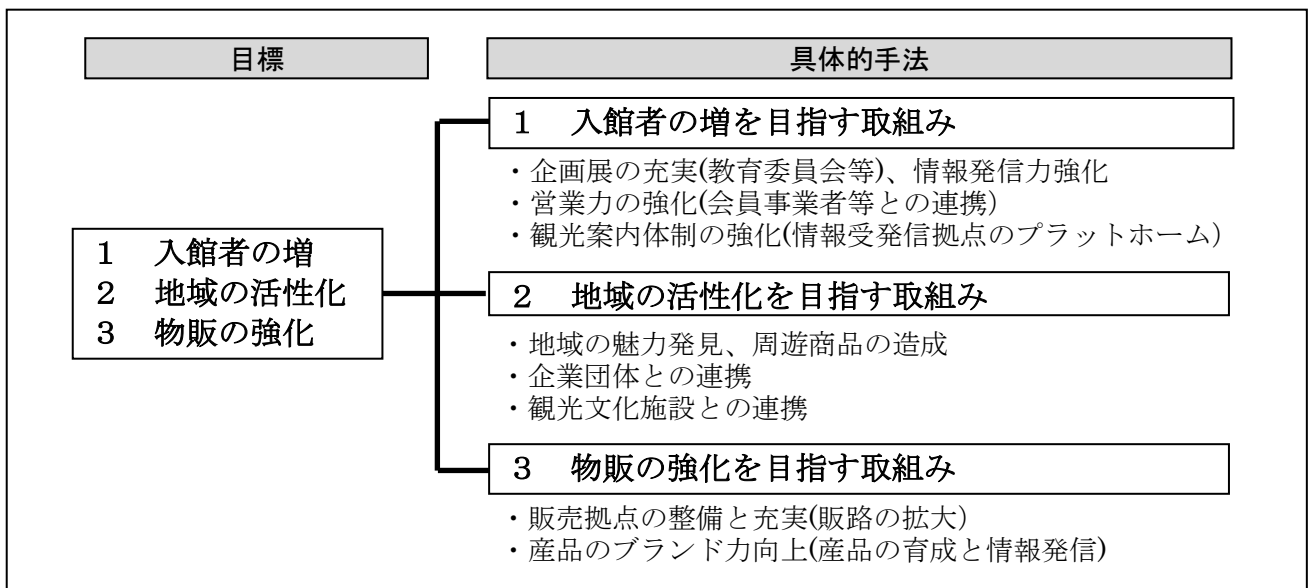 目標
１　入館者の増
２　地域の活性化
３　物販の強化
具体的手法
１　入館者の増を目指す取組み
・企画展の充実(教育委員会等)、情報発信力強化
・営業力の強化(会員事業者等との連携)
・観光案内体制の強化(情報受発信拠点のプラットホーム)
２　地域の活性化を目指す取組み
・地域の魅力発見、周遊商品の造成
・企業団体との連携
・観光文化施設との連携
３　物販の強化を目指す取組み
・販売拠点の整備と充実(販路の拡大)
・産品のブランド力向上(産品の育成と情報発信)